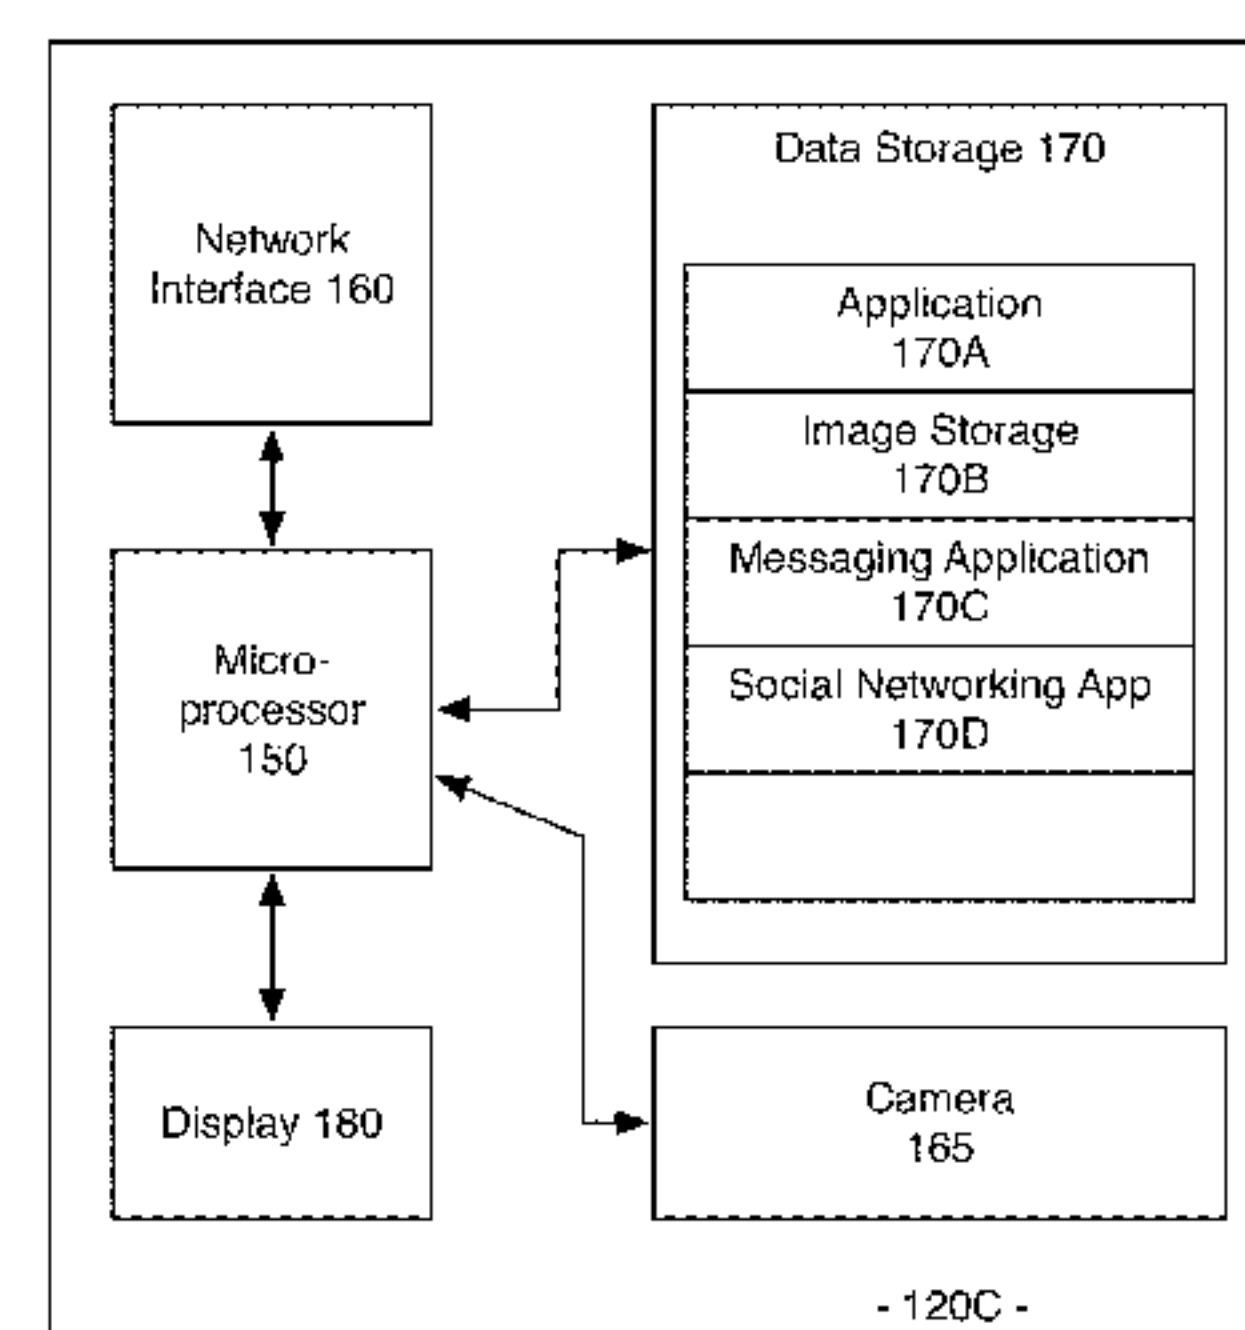 Network
Interface 160
Micro-
processor
150
Display 180
Data Storage 170
Application
170A
Image Storage
170B
Messaging Application
170C
Social Networking App
170D
Camera
165
- 120C -